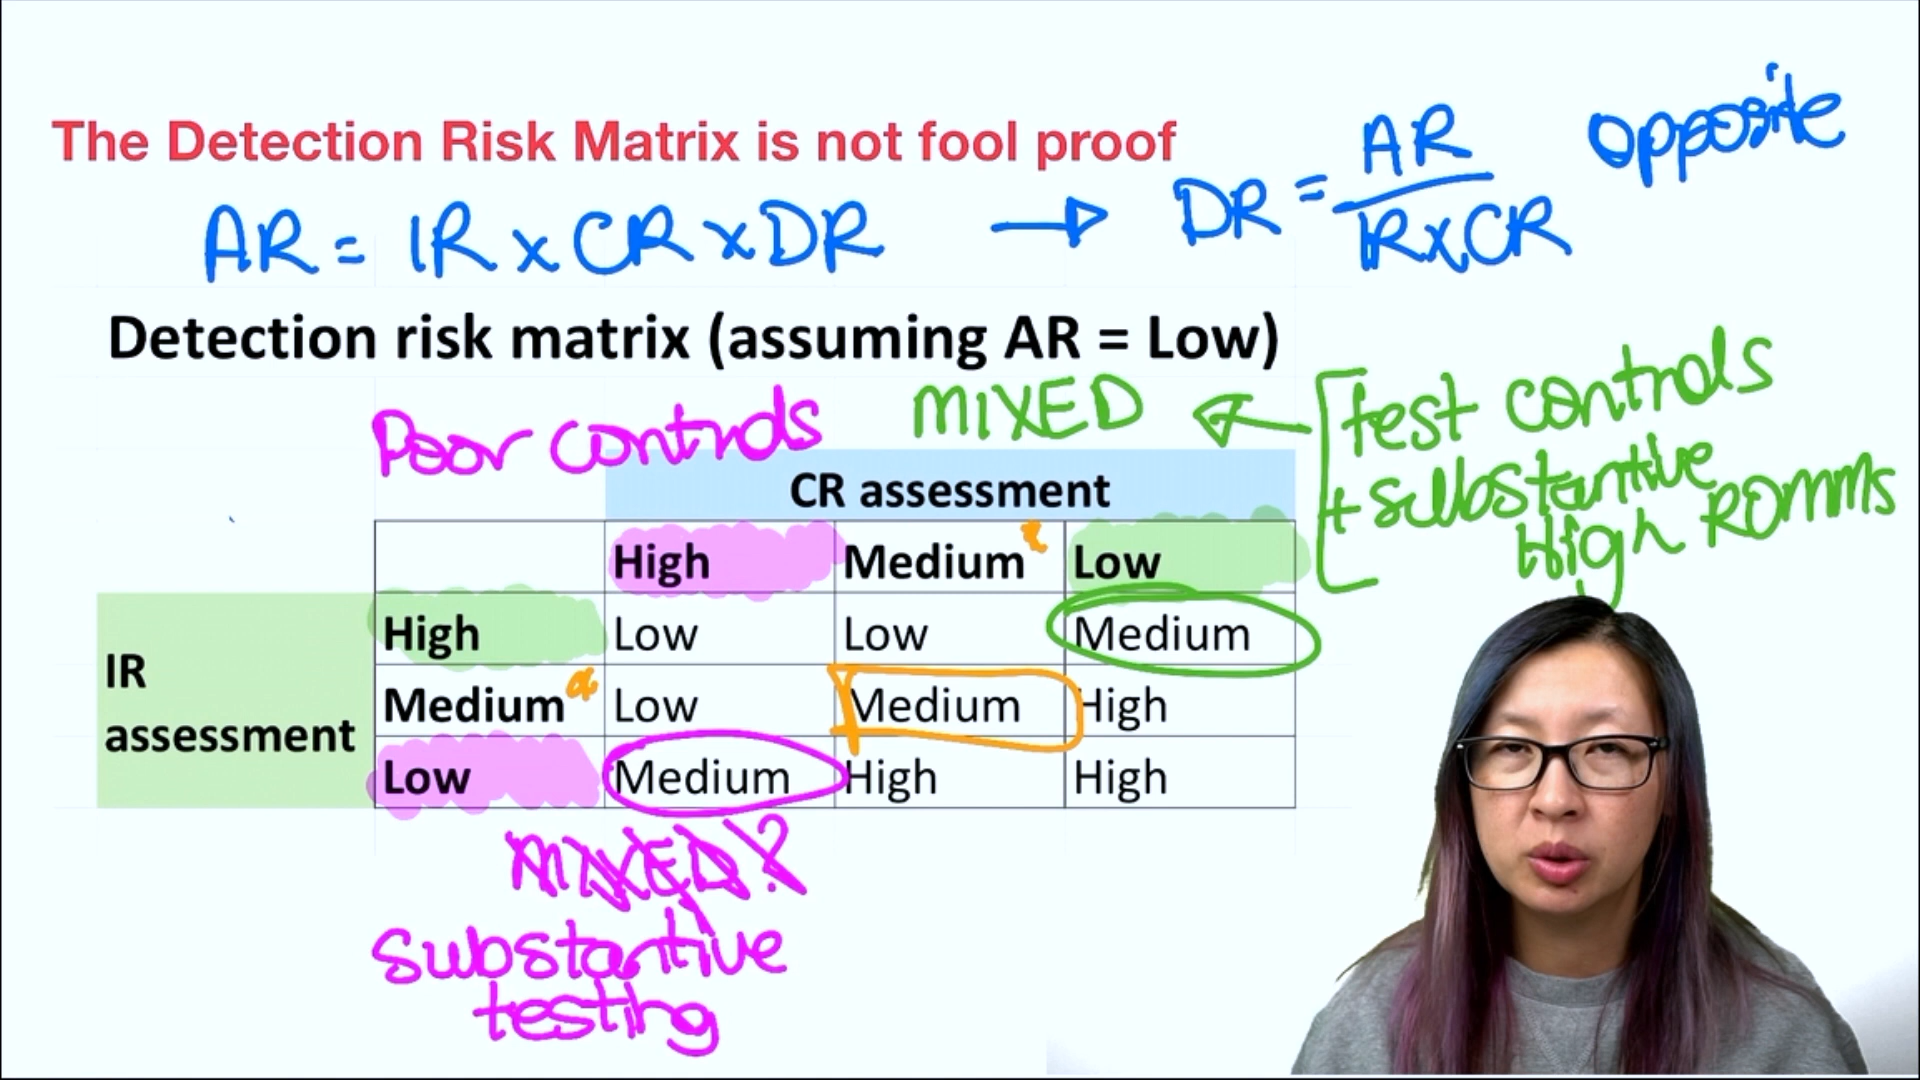 The Detection Risk Matrix is not fool proof
AR = IR x CR x DR → DR = AR / IR x CR opposite
Detection risk matrix (assuming AR = Low)
Poor controls MIXED ← test controls
+ substantive
High ROMMs
CR assessment
High Medium Low
IR assessment
High Low Low Medium
Medium Low Medium High
Low Medium High High
MIXED?
Substantive
testing